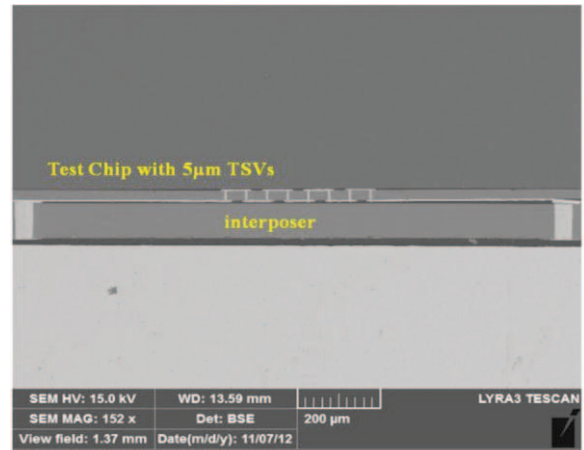 Test Chip with 5µm TSVs
interposer
SEM HV: 15.0 kV WD: 13.59 mm LYRA3 TESCAN
SEM MAG: 152 x Det: BSE 200 µm
View field: 1.37 mm Date(m/d/y): 11/07/12